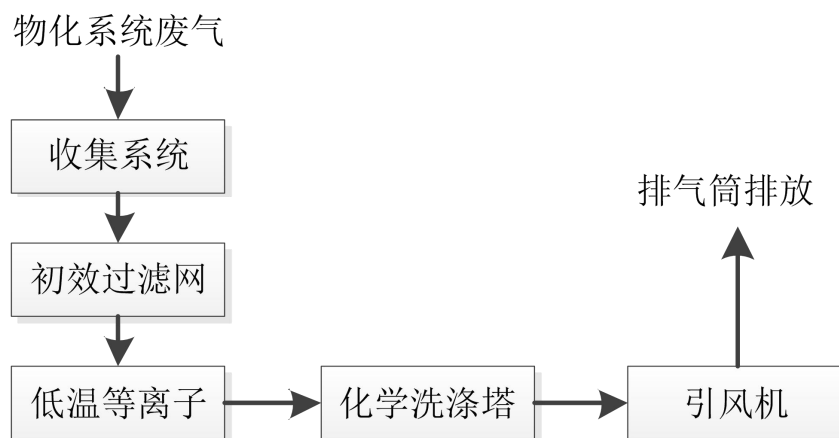 物化系统废气
收集系统
初效过滤网
低温等离子
化学洗涤塔
引风机
排气筒排放